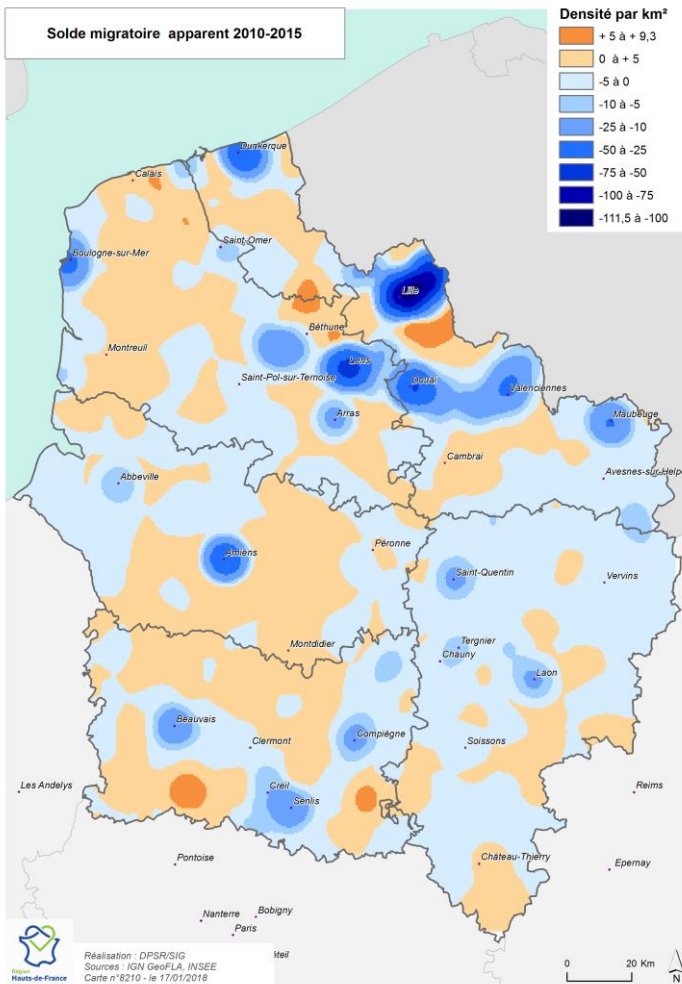 Solde migratoire apparent 2010-2015
Densité par km²
+ 5 à + 9,3
0 à + 5
-5 à 0
-10 à -5
-25 à -10
-50 à -25
-75 à -50
-100 à -75
-111,5 à -100
Dunkerque
Calais
Saint-Omer
Boulogne-sur-Mer
Lille
Béthune
Montreuil
Lens
Saint-Pol-sur-Ternoise
Douai
Valenciennes
Arras
Maubeuge
Cambrai
Abbeville
Avesnes-sur-Helpe
Amiens
Péronne
Saint-Quentin
Vervins
Montdidier
Tergnier
Chauny
Laon
Beauvais
Compiègne
Clermont
Soissons
Les Andelys
Creil
Senlis
Reims
Pontoise
Château-Thierry
Epernay
Nanterre
Bobigny
Paris
éteil
Région
Hauts-de-France
Réalisation : DPSR/SIG
Sources : IGN GeoFLA, INSEE
Carte n°8210 - le 17/01/2018
0 20 Km
N